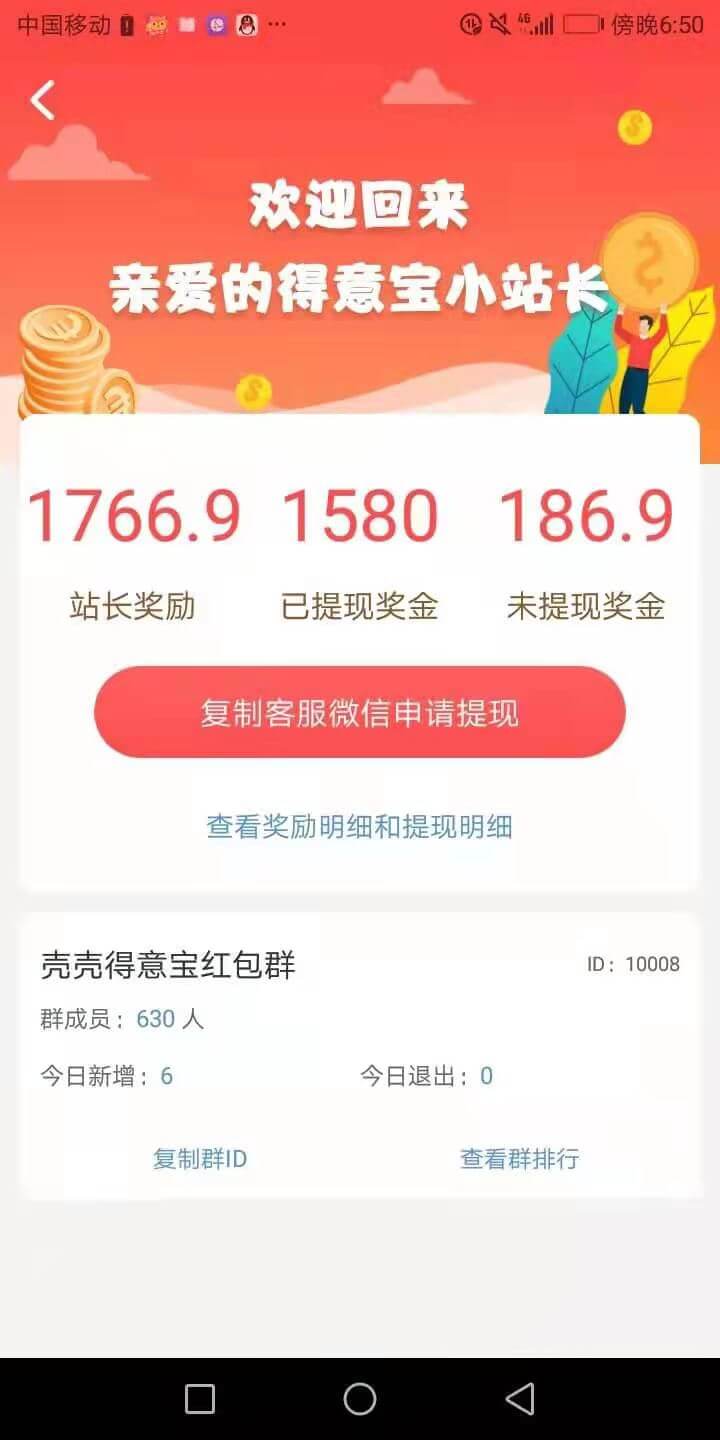 中国移动 ... 4G 傍晚6:50
欢迎回来
亲爱的得意宝小站长
1766.9 1580 186.9
站长奖励 已提现奖金 未提现奖金
复制客服微信申请提现
查看奖励明细和提现明细
壳壳得意宝红包群 ID：10008
群成员：630 人
今日新增：6 今日退出：0
复制群ID 查看群排行